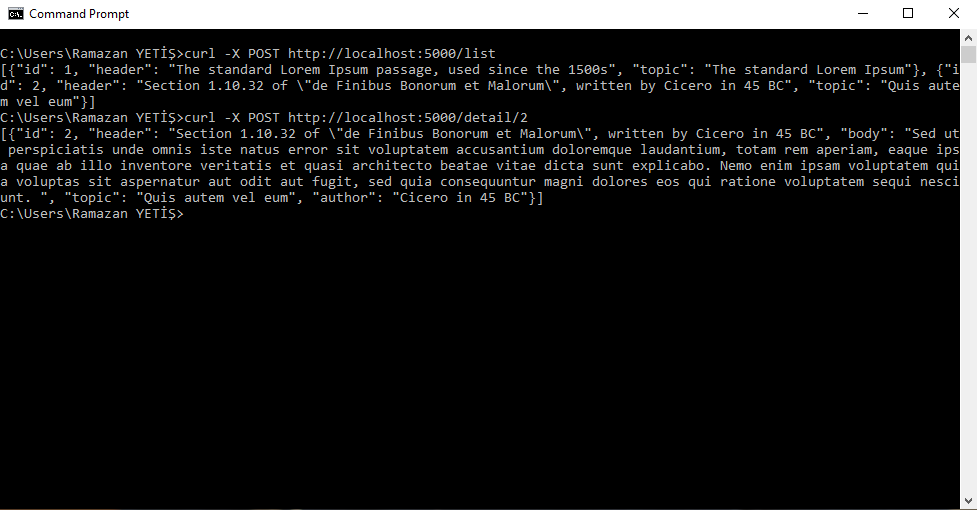 Command Prompt
C:\Users\Ramazan YETİŞ>curl -X POST http://localhost:5000/list
[{"id": 1, "header": "The standard Lorem Ipsum passage, used since the 1500s", "topic": "The standard Lorem Ipsum"}, {"i
d": 2, "header": "Section 1.10.32 of \"de Finibus Bonorum et Malorum\", written by Cicero in 45 BC", "topic": "Quis aute
m vel eum"}]
C:\Users\Ramazan YETİŞ>curl -X POST http://localhost:5000/detail/2
[{"id": 2, "header": "Section 1.10.32 of \"de Finibus Bonorum et Malorum\", written by Cicero in 45 BC", "body": "Sed ut
 perspiciatis unde omnis iste natus error sit voluptatem accusantium doloremque laudantium, totam rem aperiam, eaque ips
a quae ab illo inventore veritatis et quasi architecto beatae vitae dicta sunt explicabo. Nemo enim ipsam voluptatem qui
a voluptas sit aspernatur aut odit aut fugit, sed quia consequuntur magni dolores eos qui ratione voluptatem sequi nesci
unt. ", "topic": "Quis autem vel eum", "author": "Cicero in 45 BC"}]
C:\Users\Ramazan YETİŞ>